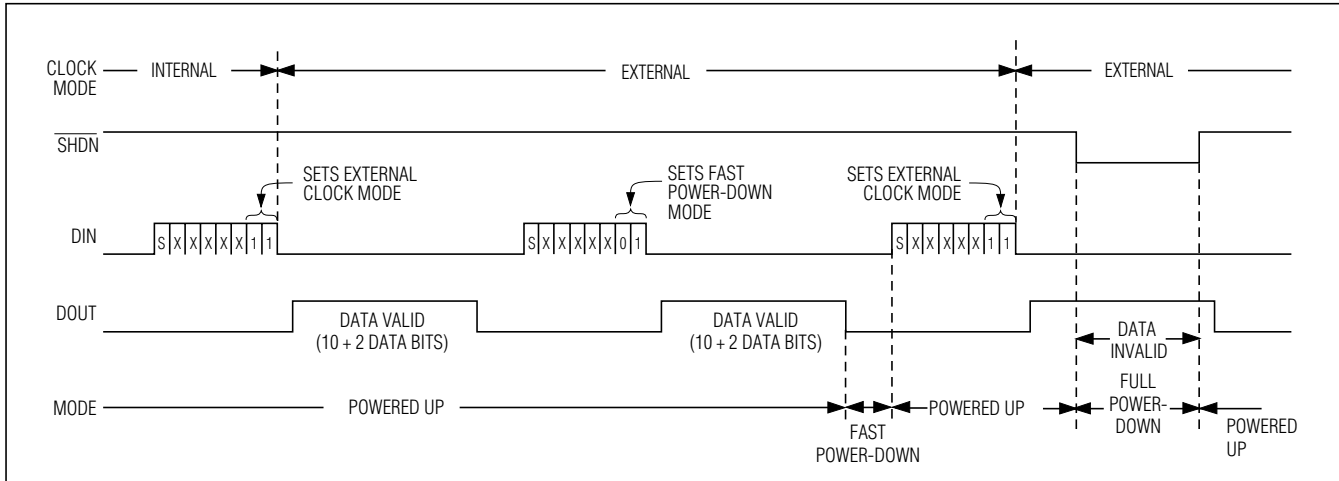 CLOCK
MODE
INTERNAL
EXTERNAL
EXTERNAL
SHDN
SETS EXTERNAL
CLOCK MODE
SETS FAST
POWER-DOWN
MODE
SETS EXTERNAL
CLOCK MODE
DIN
S X X X X X 1 1
S X X X X X 0 1
S X X X X X 1 1
DOUT
DATA VALID
(10 + 2 DATA BITS)
DATA VALID
(10 + 2 DATA BITS)
DATA
INVALID
MODE
POWERED UP
FAST
POWER-DOWN
POWERED UP
FULL
POWER-
DOWN
POWERED
UP